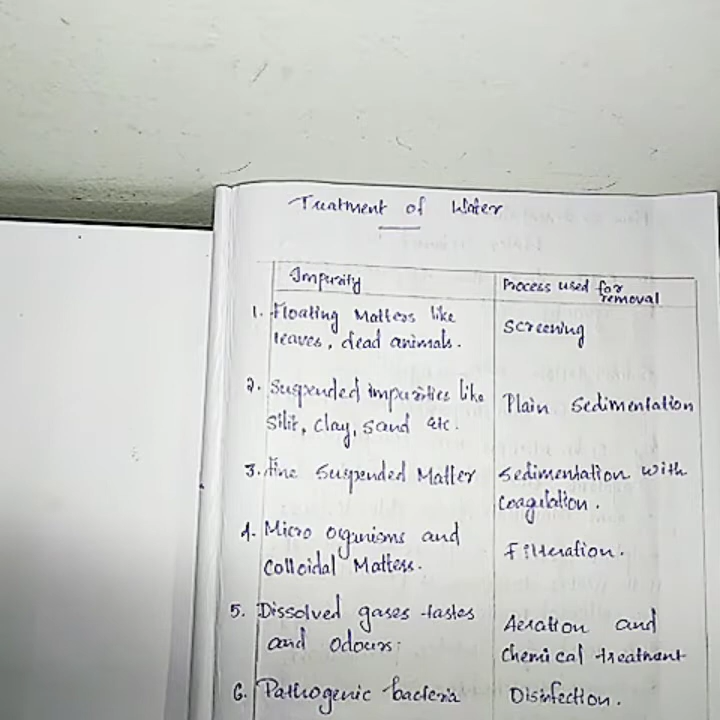 Treatment of Water
Impurity
Process used for
removal
1. Floating Matters like
leaves, dead animals.
Screening
2. Suspended impurities like
Silit, clay, sand etc.
Plain Sedimentation
3. Fine Suspended Matter
Sedimentation with
Coagulation.
4. Micro organisms and
Colloidal Matters.
Filteration.
5. Dissolved gases tastes
and odours.
Aeration and
chemical treatment
6. Pathogenic bacteria
Disinfection.